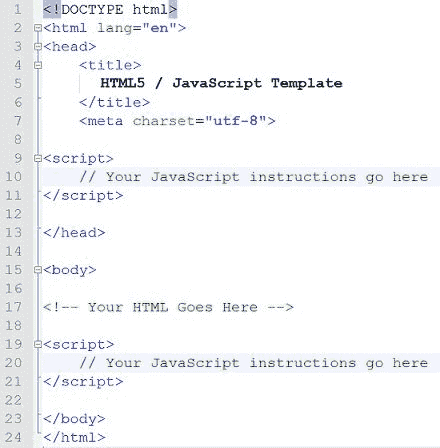 1 <!DOCTYPE html>
2 <html lang="en">
3 <head>
4 <title>
5 HTML5 / JavaScript Template
6 </title>
7 <meta charset="utf-8">
8
9 <script>
10 // Your JavaScript instructions go here
11 </script>
12
13 </head>
14
15 <body>
16
17 <!-- Your HTML Goes Here -->
18
19 <script>
20 // Your JavaScript instructions go here
21 </script>
22
23 </body>
24 </html>